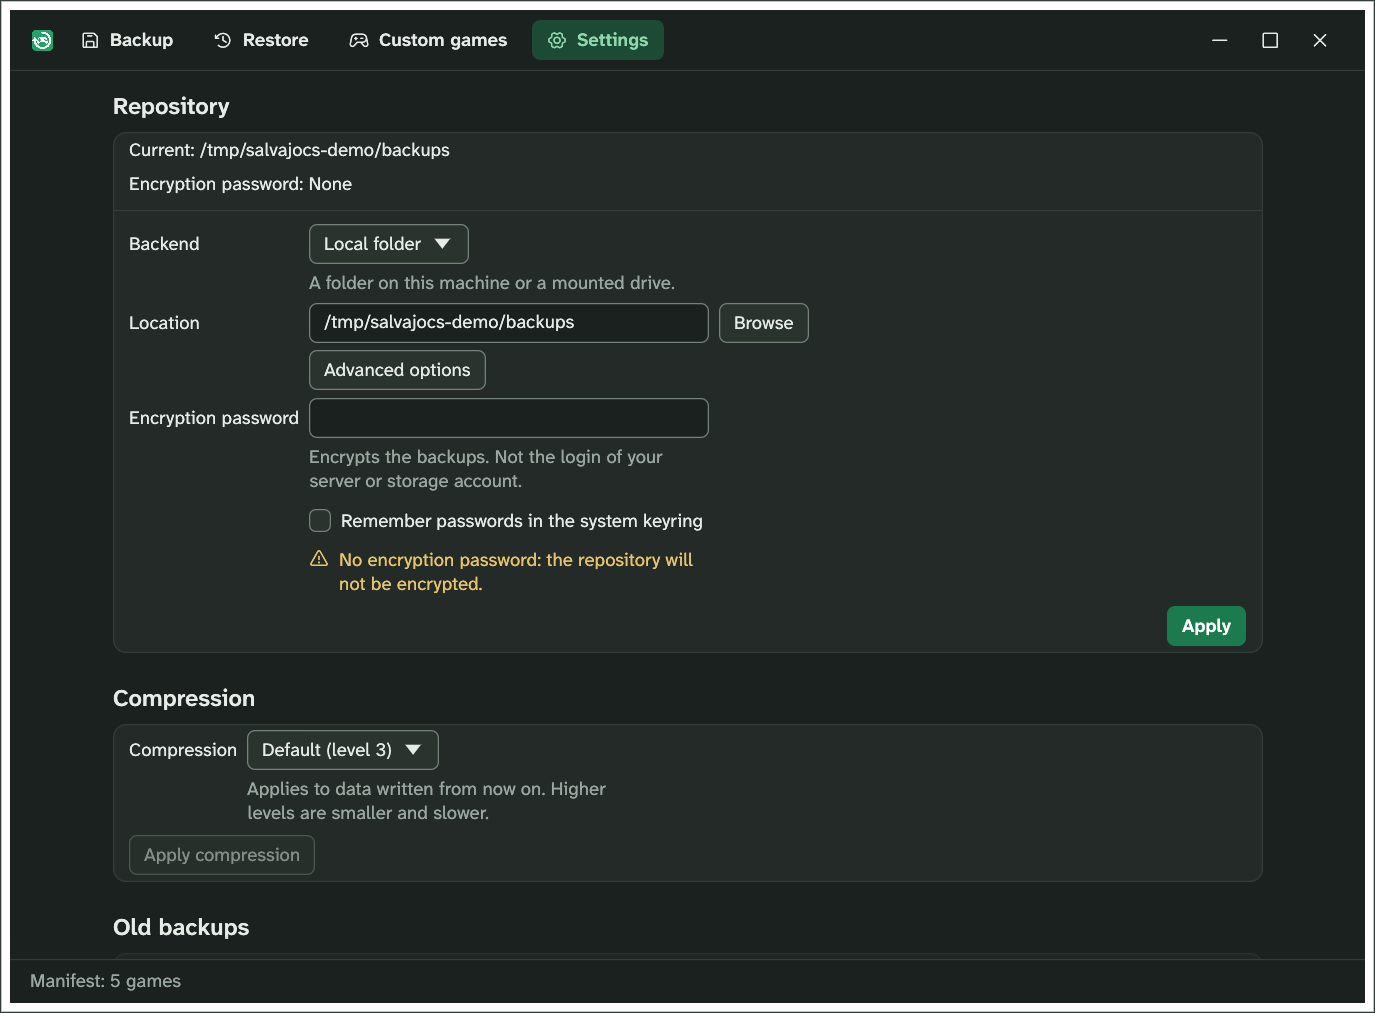 Backup
Restore
Custom games
Settings
Repository
Current: /tmp/salvajocs-demo/backups
Encryption password: None
Backend
Local folder
A folder on this machine or a mounted drive.
Location
/tmp/salvajocs-demo/backups
Browse
Advanced options
Encryption password
Encrypts the backups. Not the login of your
server or storage account.
Remember passwords in the system keyring
No encryption password: the repository will
not be encrypted.
Apply
Compression
Compression
Default (level 3)
Applies to data written from now on. Higher
levels are smaller and slower.
Apply compression
Old backups
Manifest: 5 games